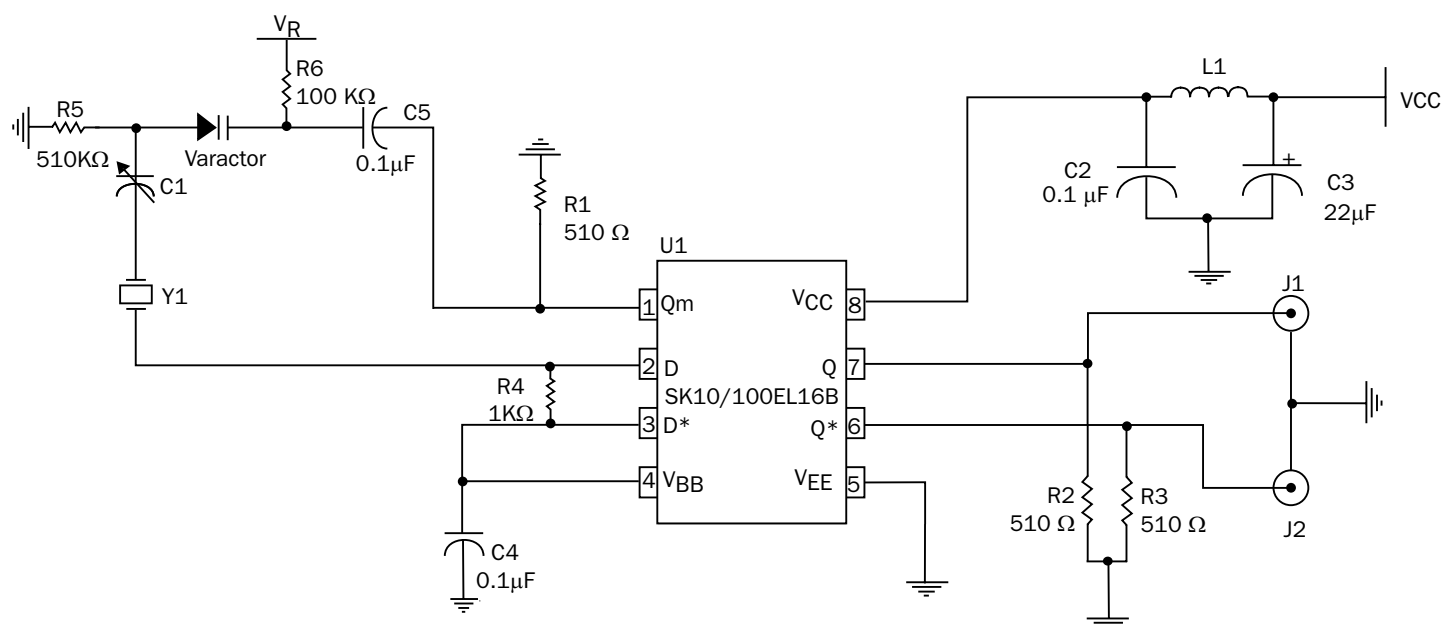 VR
R6
100 KΩ
R5
510KΩ
Varactor
C5
0.1μF
C1
Y1
R1
510 Ω
L1
VCC
C2
0.1 μF
+
C3
22μF
U1
1
Qm
VCC
8
2
D
Q
7
SK10/100EL16B
3
D*
Q*
6
4
VBB
VEE
5
R4
1KΩ
C4
0.1μF
J1
R2
510 Ω
R3
510 Ω
J2